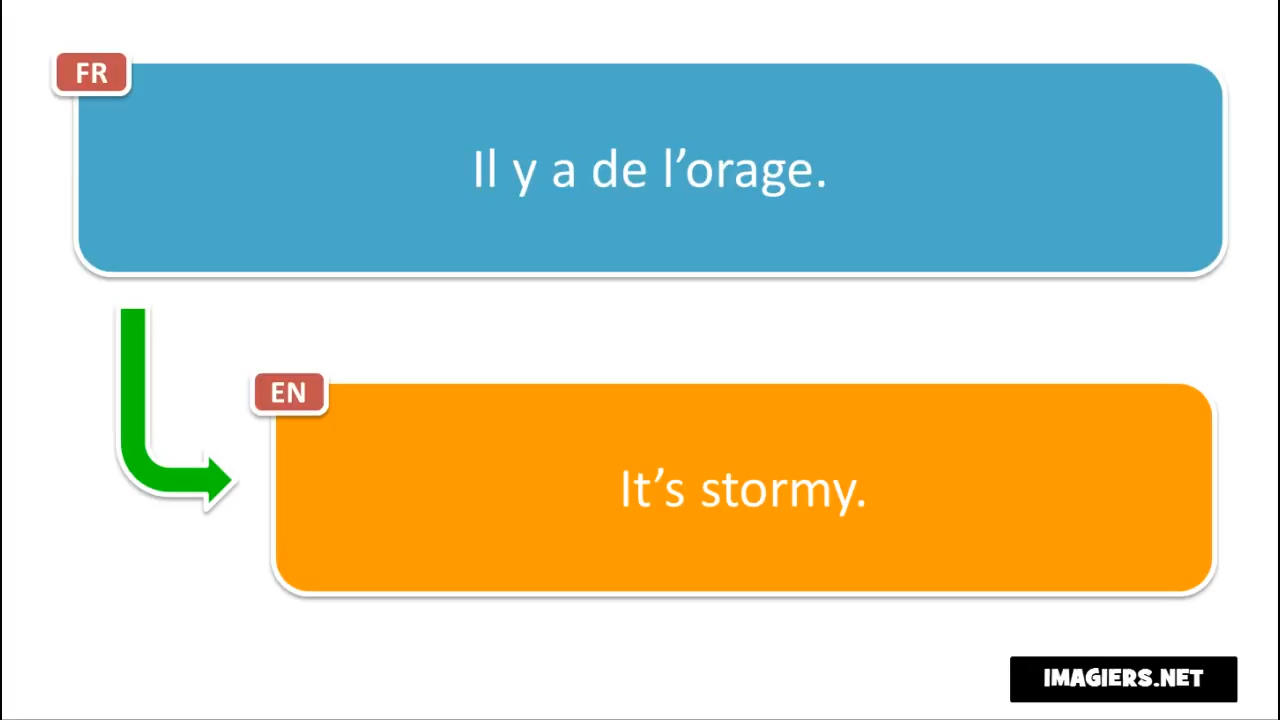 FR
Il y a de l’orage.
EN
It’s stormy.
IMAGIERS.NET